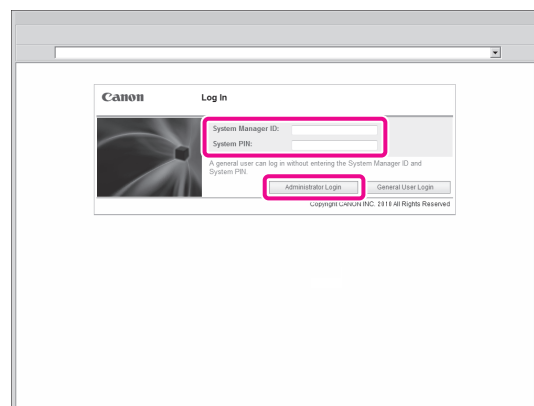 Canon
Log In
System Manager ID:
System PIN:
A general user can log in without entering the System Manager ID and
System PIN.
Administrator Login
General User Login
Copyright CANON INC. 2010 All Rights Reserved